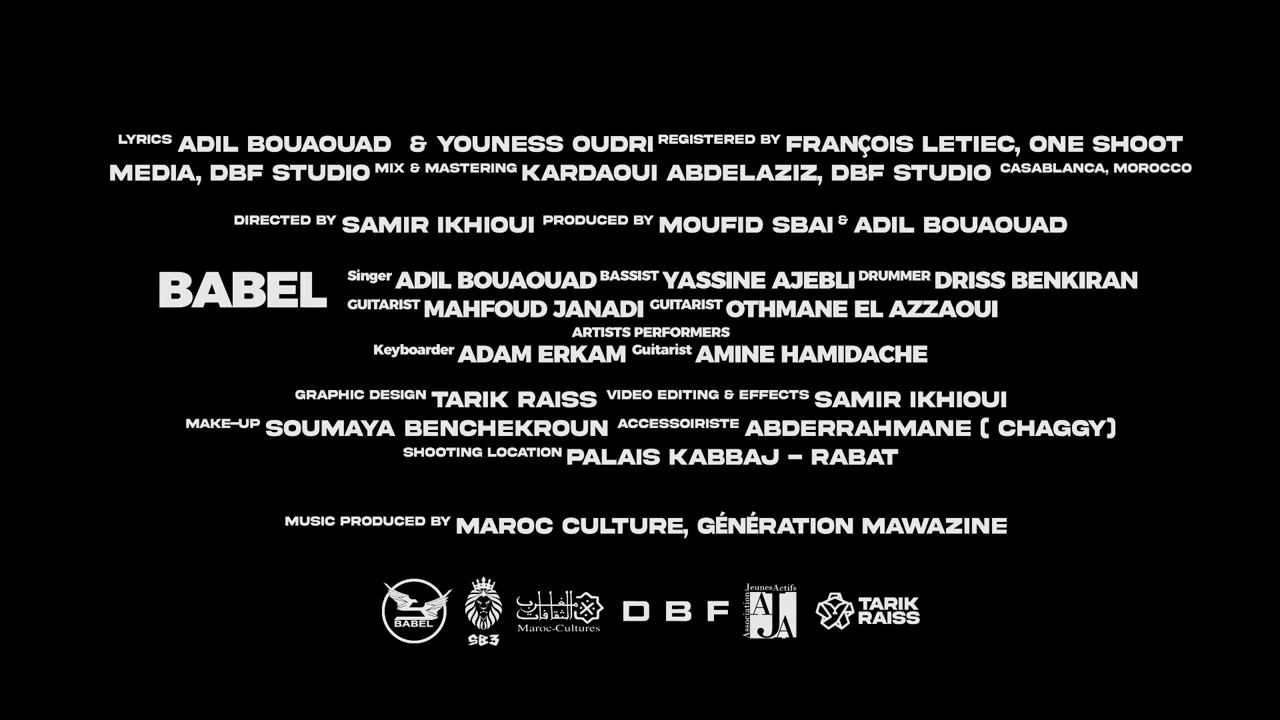 LYRICS ADIL BOUAOUAD & YOUNESS OUDRI REGISTERED BY FRANÇOIS LETIEC, ONE SHOOT
MEDIA, DBF STUDIO MIX & MASTERING KARDAOUI ABDELAZIZ, DBF STUDIO CASABLANCA, MOROCCO
DIRECTED BY SAMIR IKHIOUI PRODUCED BY MOUFID SBAI & ADIL BOUAOUAD
BABEL
Singer ADIL BOUAOUAD BASSIST YASSINE AJEBLI DRUMMER DRISS BENKIRAN
GUITARIST MAHFOUD JANADI GUITARIST OTHMANE EL AZZAOUI
ARTISTS PERFORMERS
Keyboarder ADAM ERKAM Guitarist AMINE HAMIDACHE
GRAPHIC DESIGN TARIK RAISS VIDEO EDITING & EFFECTS SAMIR IKHIOUI
MAKE-UP SOUMAYA BENCHEKROUN ACCESSOIRISTE ABDERRAHMANE ( CHAGGY)
SHOOTING LOCATION PALAIS KABBAJ - RABAT
MUSIC PRODUCED BY MAROC CULTURE, GÉNÉRATION MAWAZINE
BABEL
SB3
المغرب
الثقافات
Maroc-Cultures
DBF
JeunesActifs
Association
AJA
TARIK
RAISS